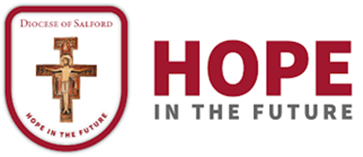 DIOCESE OF SALFORD
HOPE IN THE FUTURE
HOPE
IN THE FUTURE